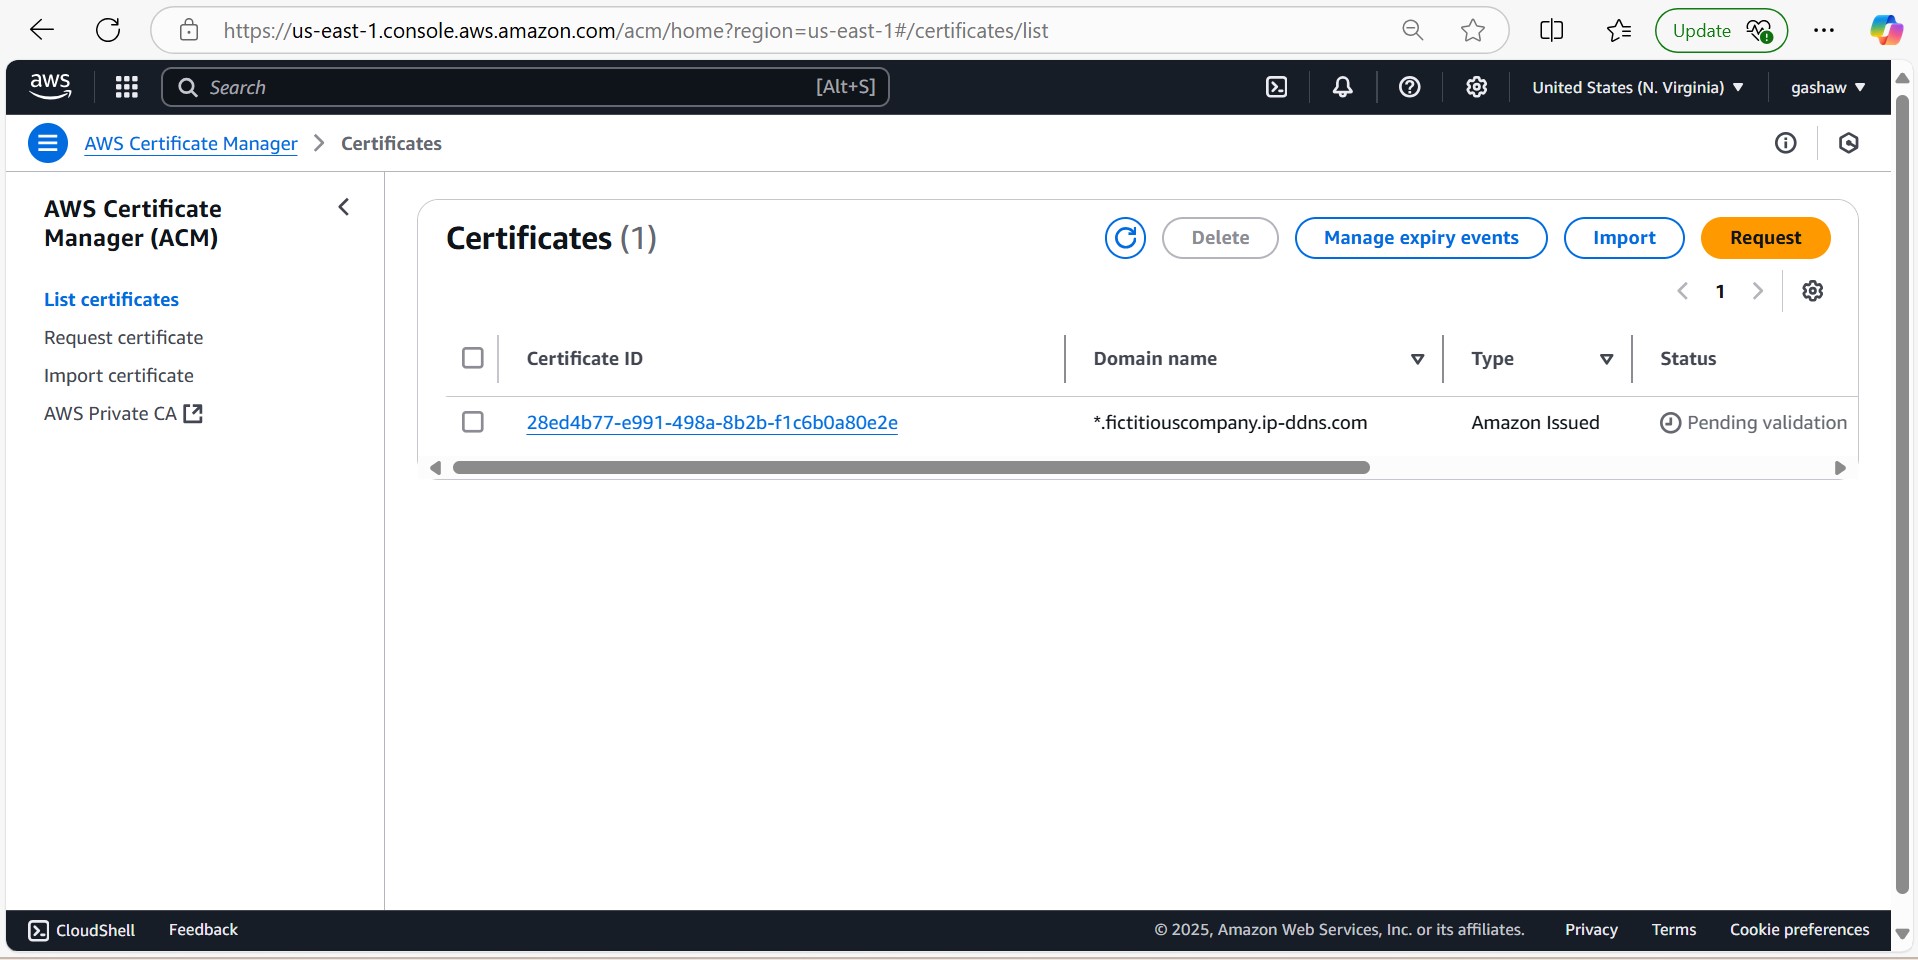 https://us-east-1.console.aws.amazon.com/acm/home?region=us-east-1#/certificates/list
Update
aws
Search
[Alt+S]
United States (N. Virginia)
gashaw
AWS Certificate Manager
Certificates
AWS Certificate
Manager (ACM)
List certificates
Request certificate
Import certificate
AWS Private CA
Certificates (1)
Delete
Manage expiry events
Import
Request
1
Certificate ID
Domain name
Type
Status
28ed4b77-e991-498a-8b2b-f1c6b0a80e2e
*.fictitiouscompany.ip-ddns.com
Amazon Issued
Pending validation
CloudShell
Feedback
© 2025, Amazon Web Services, Inc. or its affiliates.
Privacy
Terms
Cookie preferences